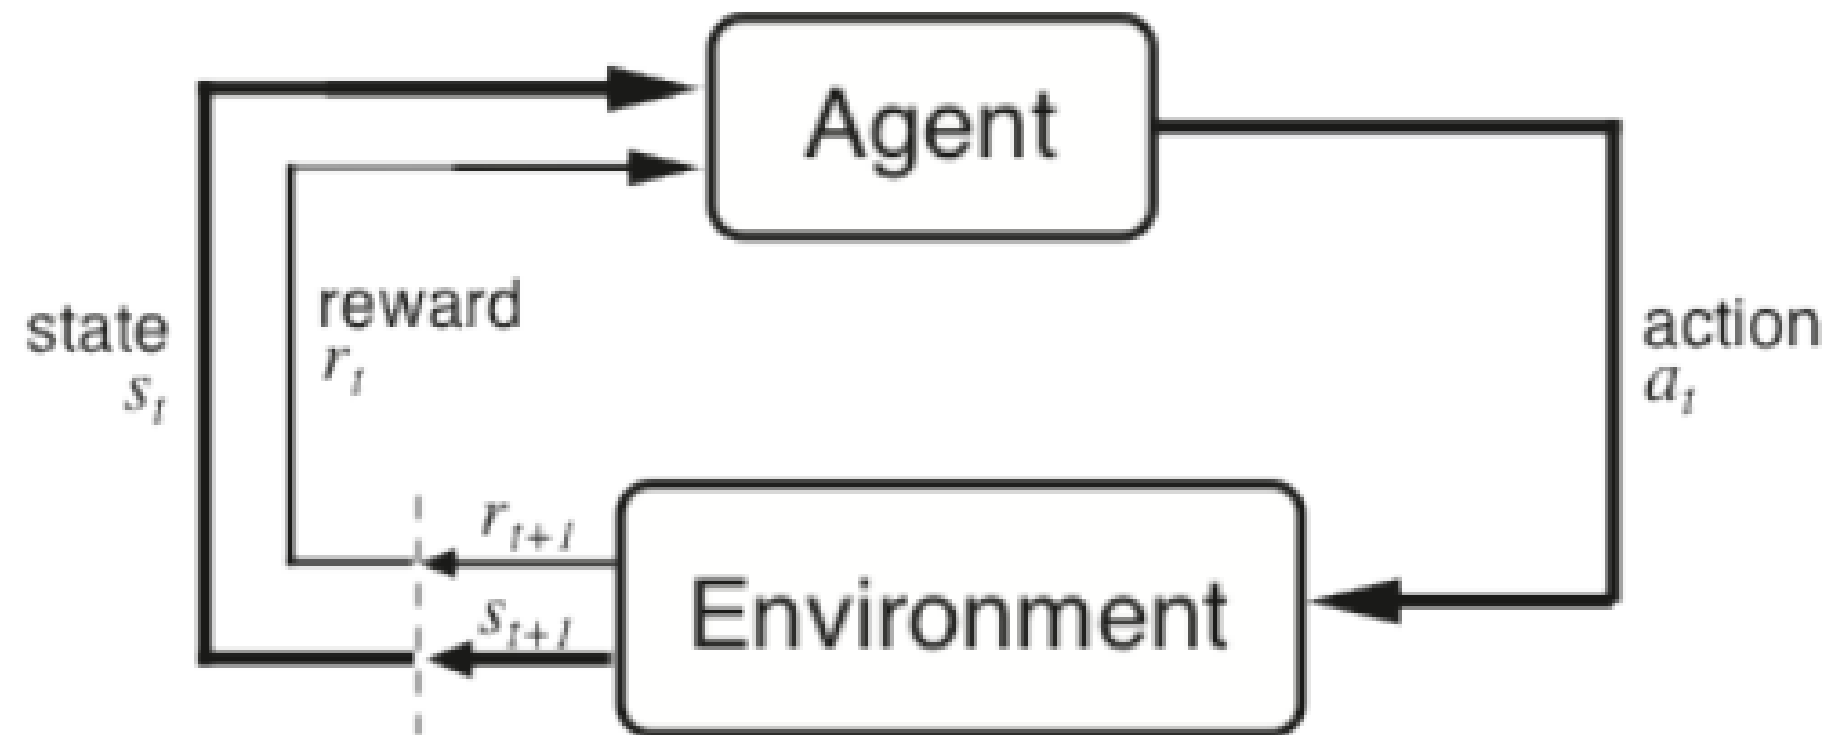 Agent
state
s_t
reward
r_t
action
a_t
r_{t+1}
s_{t+1}
Environment